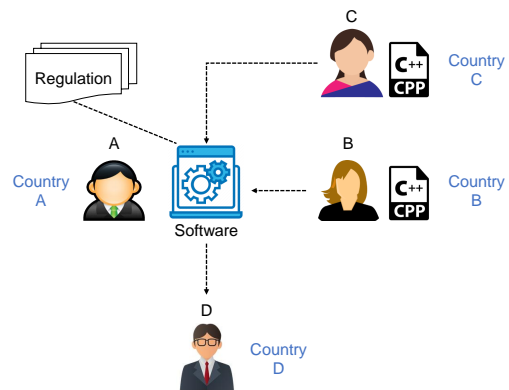 C
C++
CPP
Country
C
Regulation
A
Country
A
Software
B
C++
CPP
Country
B
D
Country
D